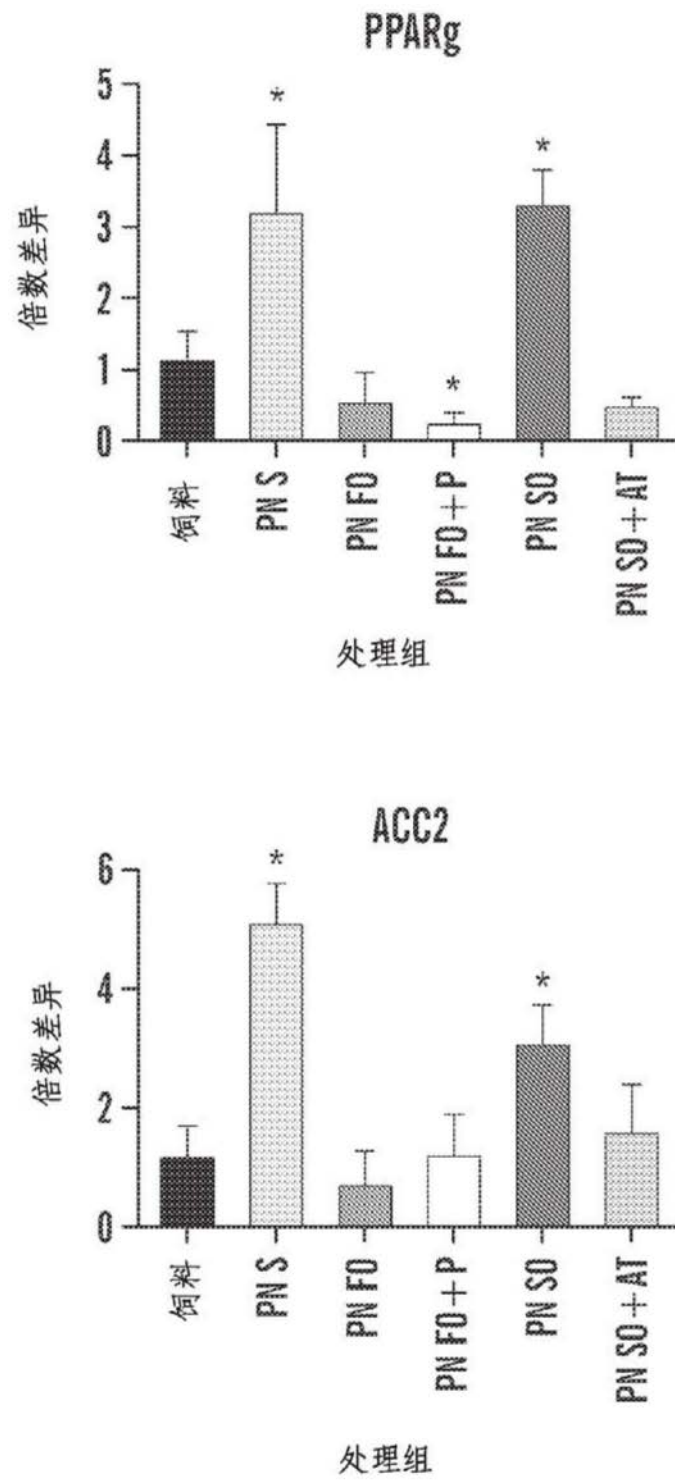 PPARg
倍数差异
5
4
3
2
1
0
*
*
*
饲料
PN S
PN FO
PN FO+P
PN SO
PN SO+AT
处理组
ACC2
倍数差异
6
4
2
0
*
*
饲料
PN S
PN FO
PN FO+P
PN SO
PN SO+AT
处理组